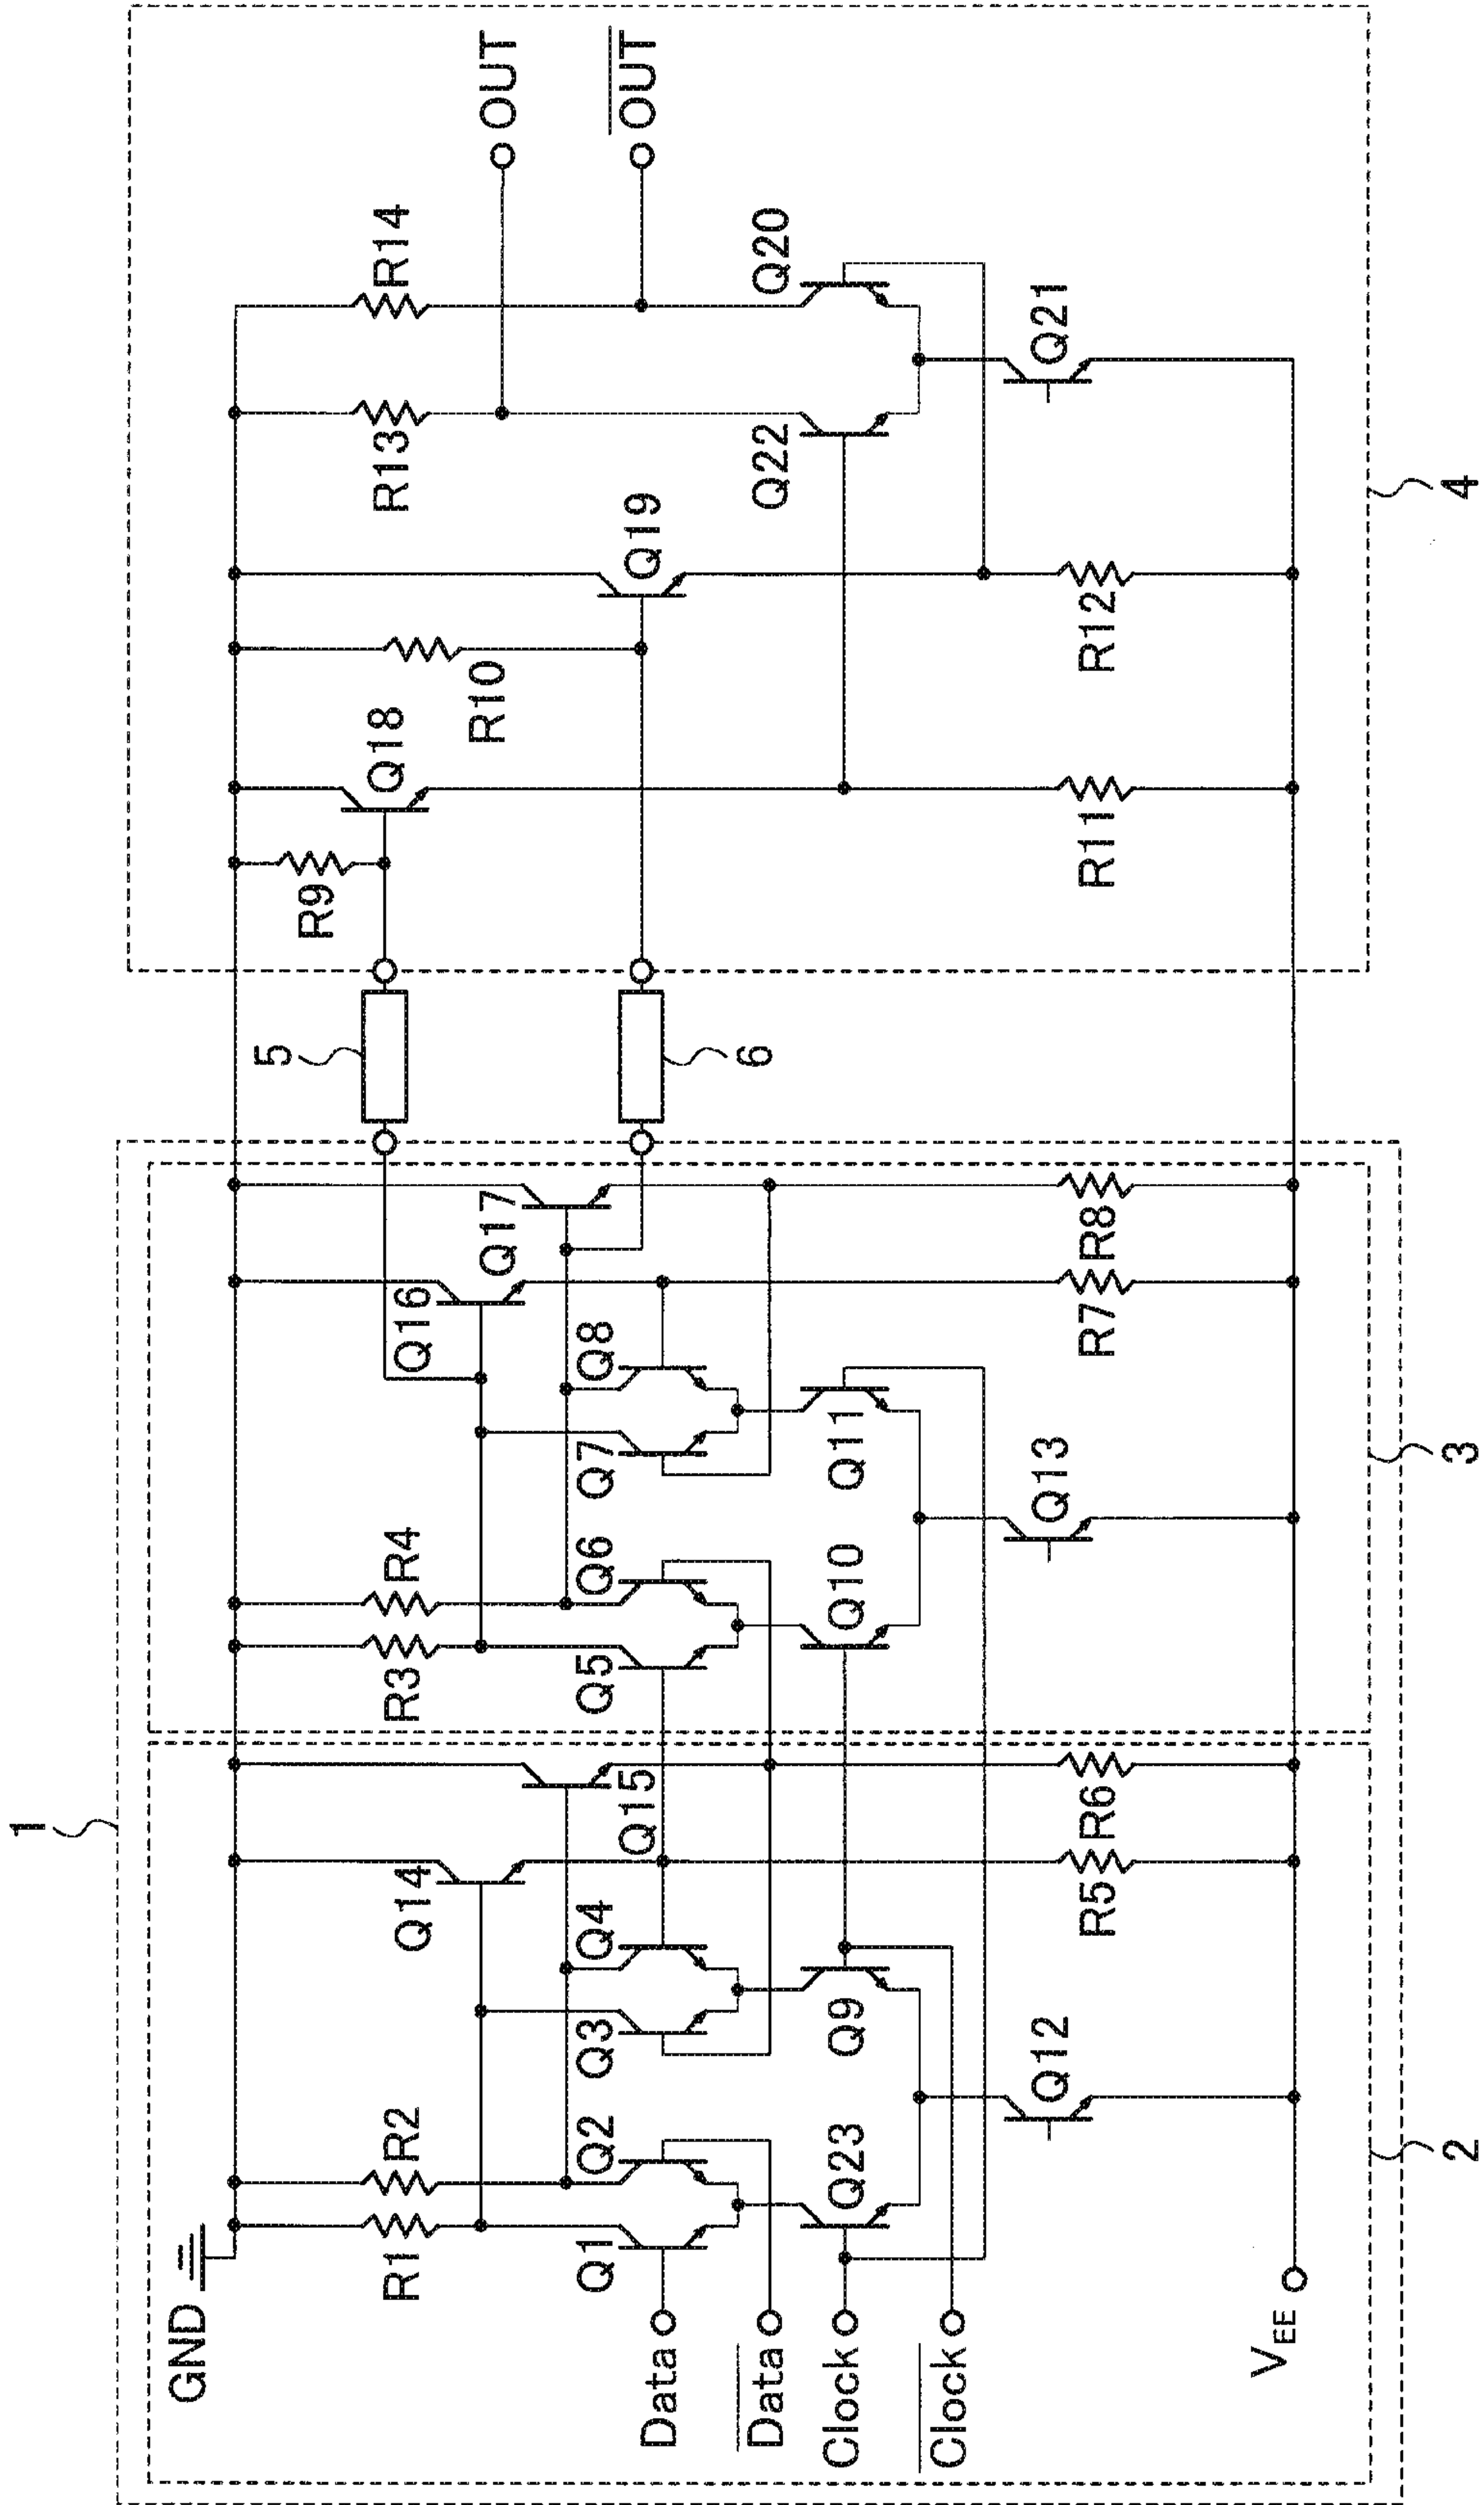 1
GND
R1
R2
Q14
Q15
R3
R4
Q16
Q17
5
6
R9
Q18
R10
Q19
R13
R14
OUT
OUT
Q1
Q2
Q3
Q4
Q5
Q6
Q7
Q8
Data
Data
Clock
Clock
Q23
Q9
Q10
Q11
Q22
Q20
Q12
Q13
Q21
R5
R6
R7
R8
R11
R12
VEE
2
3
4